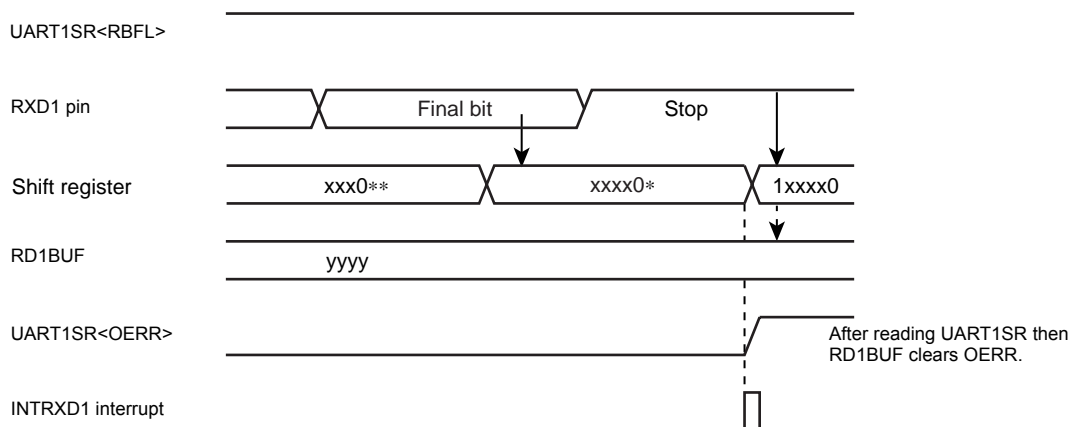 UART1SR<RBFL>
RXD1 pin
Final bit
Stop
Shift register
xxx0**
xxxx0*
1xxxx0
RD1BUF
yyyy
UART1SR<OERR>
After reading UART1SR then
RD1BUF clears OERR.
INTRXD1 interrupt